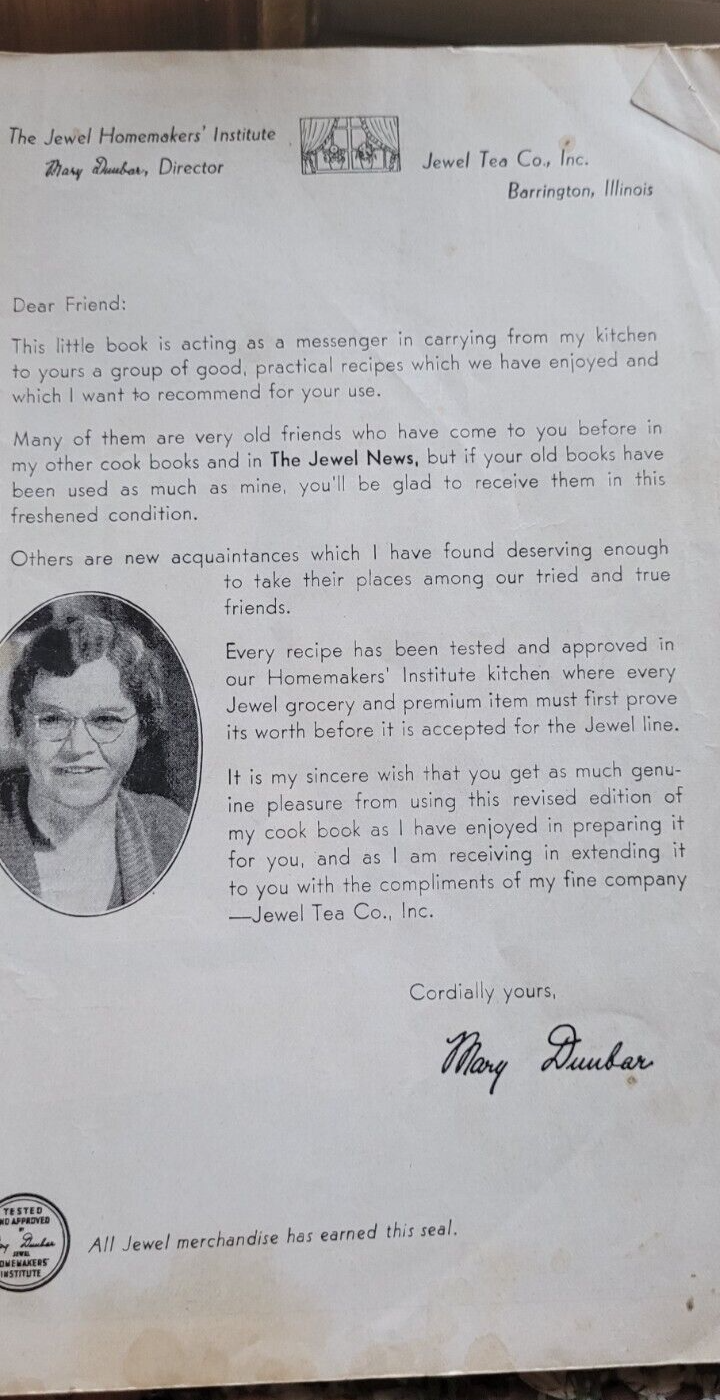 The Jewel Homemakers' Institute
Mary Dunbar, Director
Jewel Tea Co., Inc.
Barrington, Illinois
Dear Friend:
This little book is acting as a messenger in carrying from my kitchen
to yours a group of good, practical recipes which we have enjoyed and
which I want to recommend for your use.
Many of them are very old friends who have come to you before in
my other cook books and in The Jewel News, but if your old books have
been used as much as mine, you'll be glad to receive them in this
freshened condition.
Others are new acquaintances which I have found deserving enough
to take their places among our tried and true
friends.
Every recipe has been tested and approved in
our Homemakers' Institute kitchen where every
Jewel grocery and premium item must first prove
its worth before it is accepted for the Jewel line.
It is my sincere wish that you get as much genu-
ine pleasure from using this revised edition of
my cook book as I have enjoyed in preparing it
for you, and as I am receiving in extending it
to you with the compliments of my fine company
—Jewel Tea Co., Inc.
Cordially yours,
Mary Dunbar
TESTED
ND APPROVED
Dunbar
JEWEL
OMEMAKERS'
INSTITUTE
All Jewel merchandise has earned this seal.